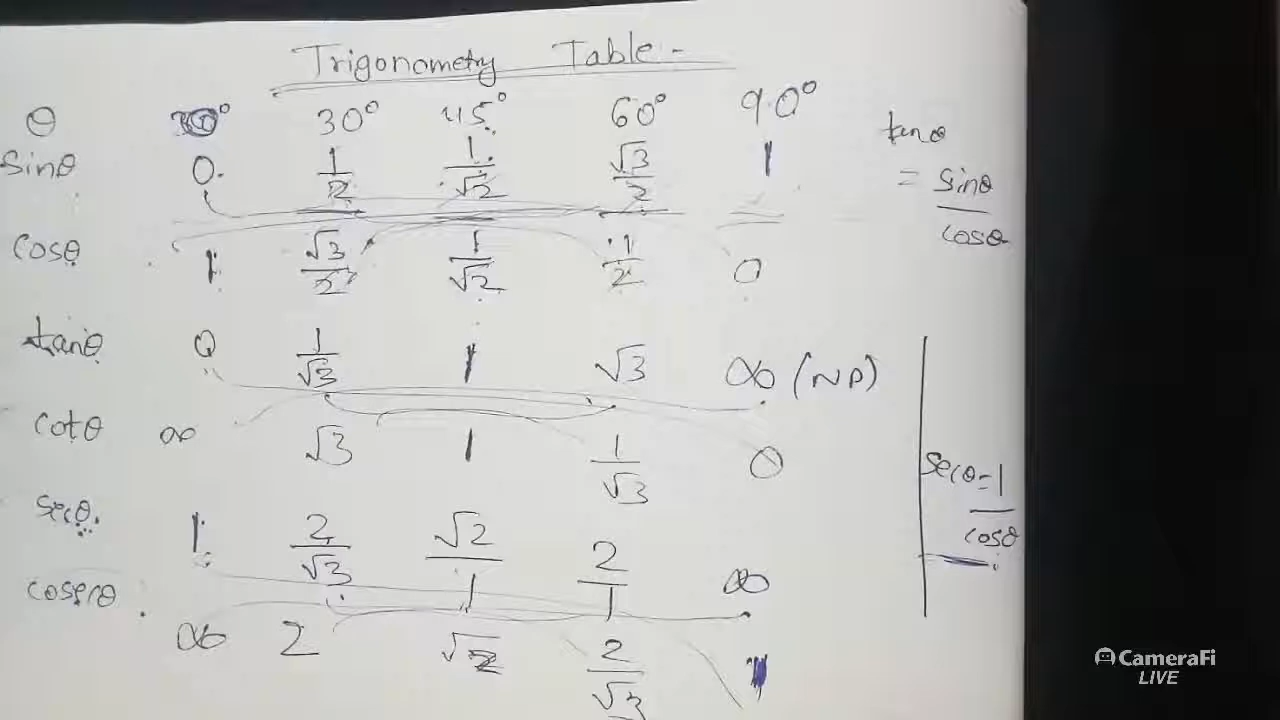 Trigonometry Table -
θ 0° 30° 45° 60° 90°
sinθ 0 1/2 1/√2 √3/2 1
cosθ 1 √3/2 1/√2 1/2 0
tanθ 0 1/√3 1 √3 ∞ (ND)
cotθ ∞ √3 1 1/√3 0
secθ 1 2/√3 √2/1 2/1 ∞
cosecθ ∞ 2 √2 2/√3 1
tanθ
= sinθ/cosθ
secθ = 1/cosθ
CameraFi
LIVE